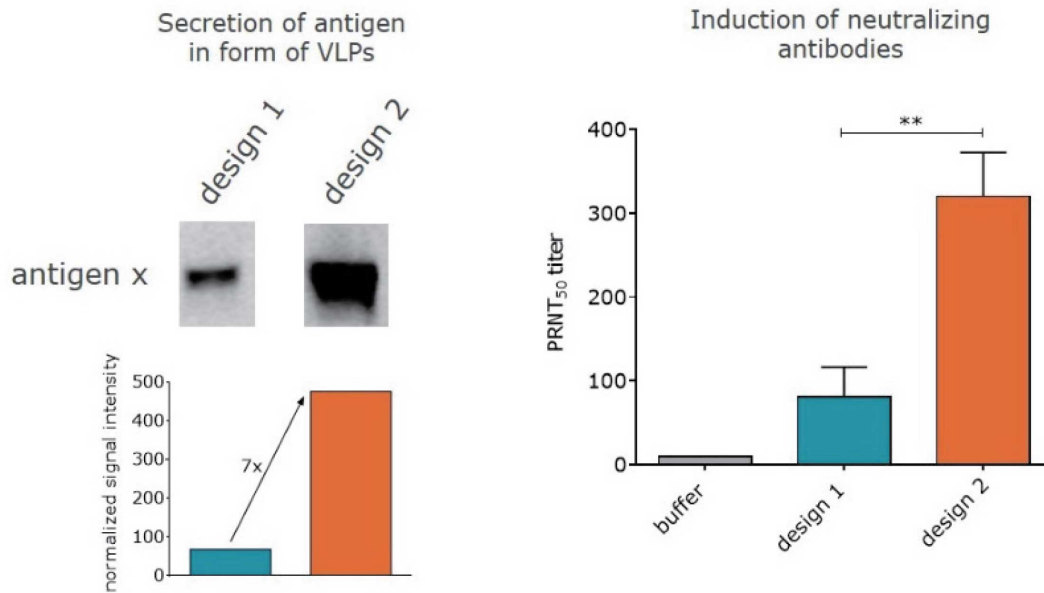 Secretion of antigen
in form of VLPs
design 1
design 2
antigen x
normalized signal intensity
500
400
300
200
100
0
7x
Induction of neutralizing
antibodies
PRNT₅₀ titer
400
300
200
100
0
**
buffer
design 1
design 2